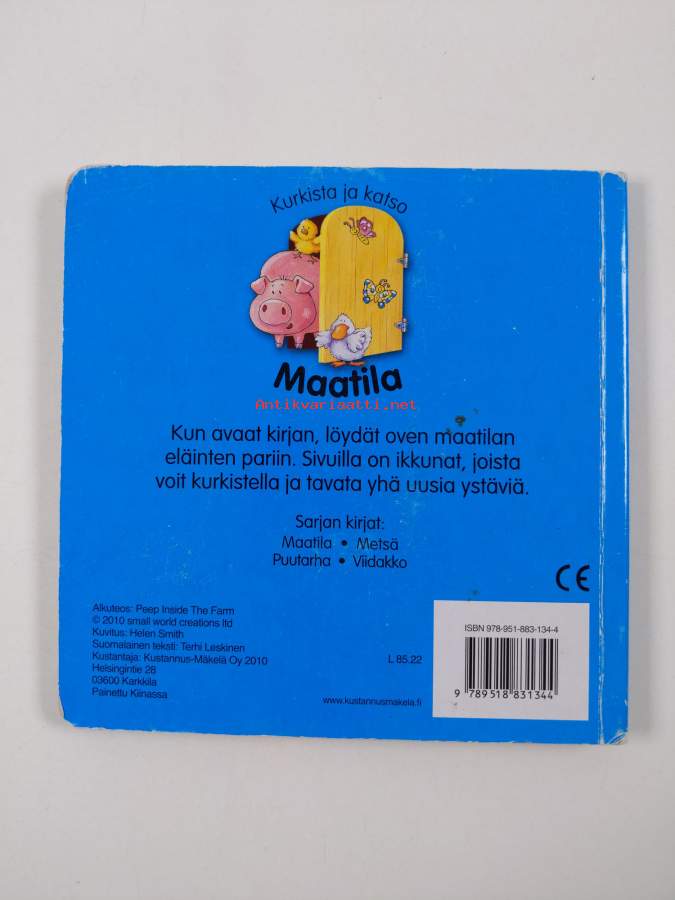 Kurkista ja katso
Maatila
Antikvariaatti.net
Kun avaat kirjan, löydät oven maatilan
eläinten pariin. Sivuilla on ikkunat, joista
voit kurkistella ja tavata yhä uusia ystäviä.
Sarjan kirjat:
Maatila • Metsä
Puutarha • Viidakko
CE
Alkuteos: Peep Inside The Farm
© 2010 small world creations ltd
Kuvitus: Helen Smith
Suomalainen teksti: Terhi Leskinen
Kustantaja: Kustannus-Mäkelä Oy 2010
Helsingintie 28
03600 Karkkila
Painettu Kiinassa
L 85.22
www.kustannusmakela.fi
ISBN 978-951-883-134-4
9 789518 831344